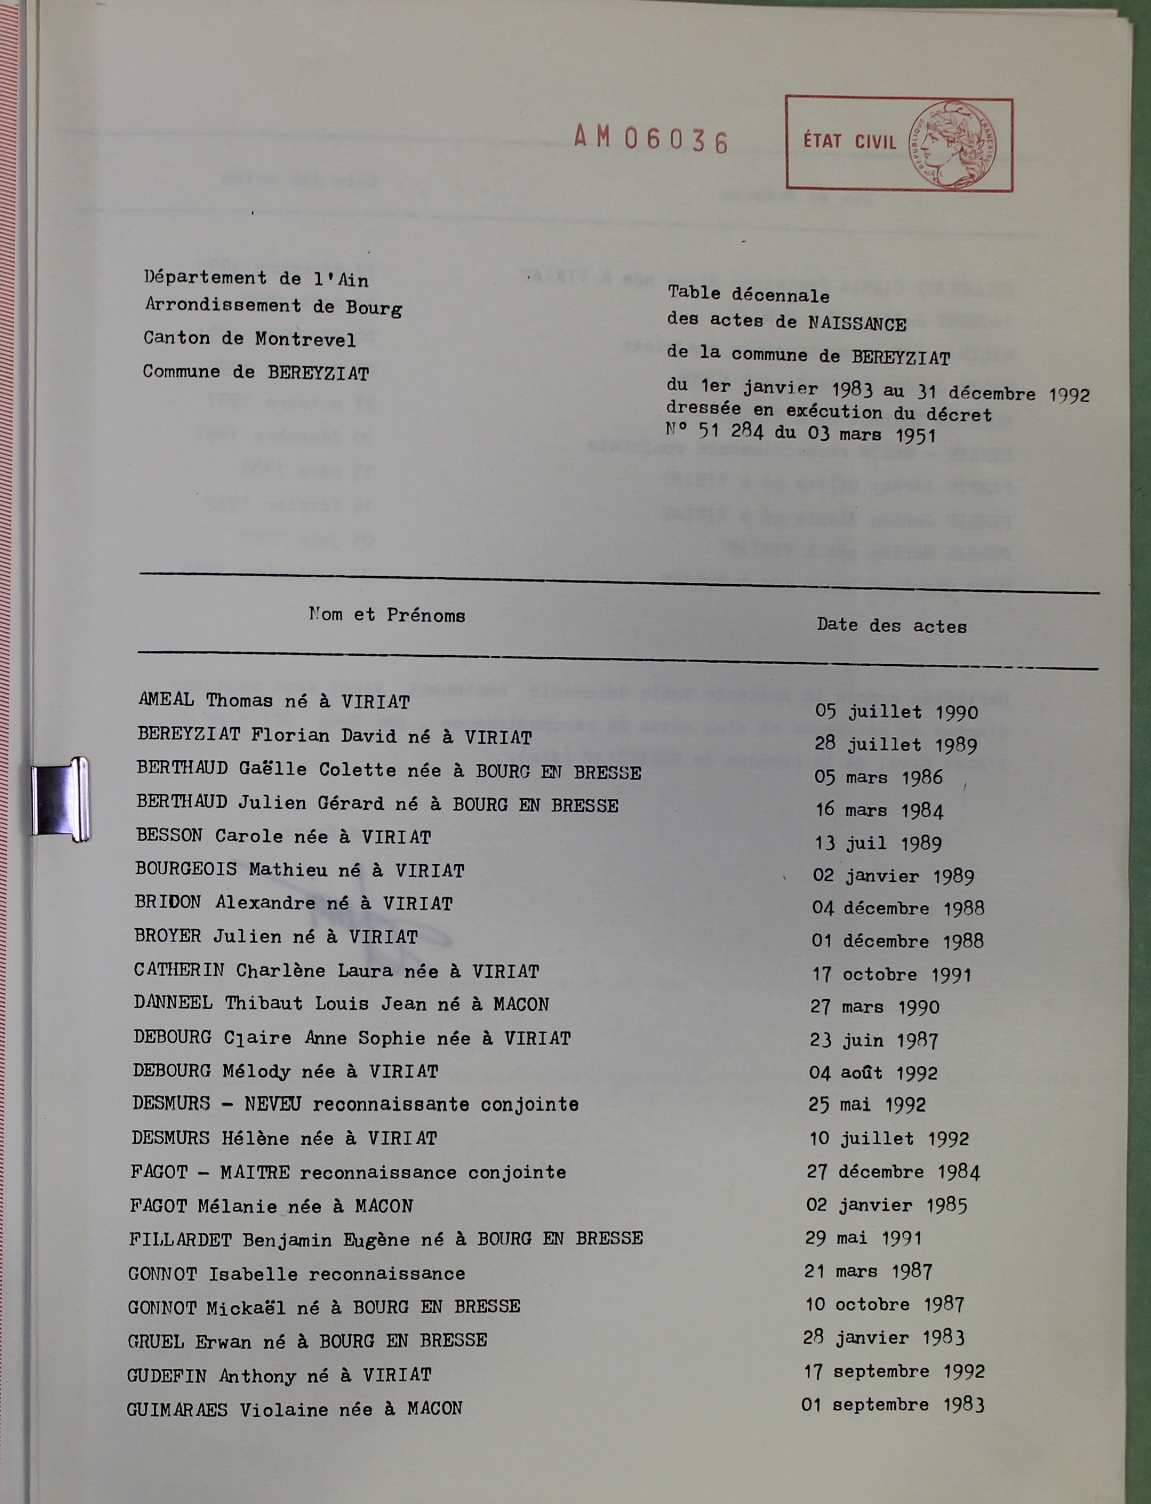 AM06036
ÉTAT CIVIL
RÉPUBLIQUE FRANÇAISE
Département de l'Ain
Arrondissement de Bourg
Canton de Montrevel
Commune de BEREYZIAT
Table décennale
des actes de NAISSANCE
de la commune de BEREYZIAT
du 1er janvier 1983 au 31 décembre 1992
dressée en exécution du décret
N° 51 284 du 03 mars 1951
Nom et Prénoms Date des actes
AMEAL Thomas né à VIRIAT 05 juillet 1990
BEREYZIAT Florian David né à VIRIAT 28 juillet 1989
BERTHAUD Gaëlle Colette née à BOURG EN BRESSE 05 mars 1986
BERTHAUD Julien Gérard né à BOURG EN BRESSE 16 mars 1984
BESSON Carole née à VIRIAT 13 juil 1989
BOURGEOIS Mathieu né à VIRIAT 02 janvier 1989
BRIDON Alexandre né à VIRIAT 04 décembre 1988
BROYER Julien né à VIRIAT 01 décembre 1988
CATHERIN Charlène Laura née à VIRIAT 17 octobre 1991
DANNEEL Thibaut Louis Jean né à MACON 27 mars 1990
DEBOURG Claire Anne Sophie née à VIRIAT 23 juin 1987
DEBOURG Mélody née à VIRIAT 04 août 1992
DESMURS - NEVEU reconnaissante conjointe 25 mai 1992
DESMURS Hélène née à VIRIAT 10 juillet 1992
FAGOT - MAITRE reconnaissance conjointe 27 décembre 1984
FAGOT Mélanie née à MACON 02 janvier 1985
FILLARDET Benjamin Eugène né à BOURG EN BRESSE 29 mai 1991
GONNOT Isabelle reconnaissance 21 mars 1987
GONNOT Mickaël né à BOURG EN BRESSE 10 octobre 1987
GRUEL Erwan né à BOURG EN BRESSE 28 janvier 1983
GUDEFIN Anthony né à VIRIAT 17 septembre 1992
GUIMARAES Violaine née à MACON 01 septembre 1983